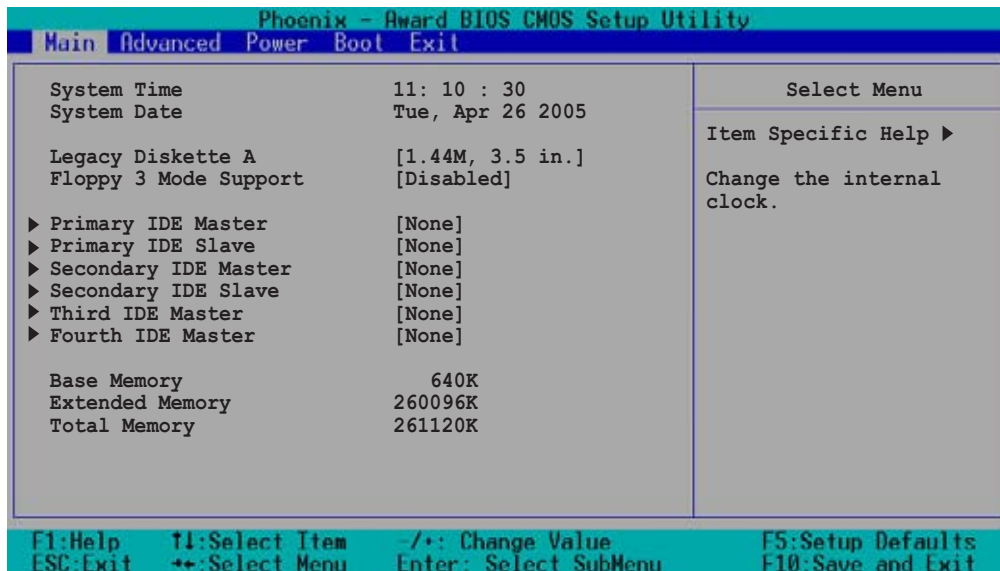 Phoenix - Award BIOS CMOS Setup Utility
Main Advanced Power Boot Exit
System Time 11: 10 : 30
System Date Tue, Apr 26 2005
Legacy Diskette A [1.44M, 3.5 in.]
Floppy 3 Mode Support [Disabled]
Primary IDE Master [None]
Primary IDE Slave [None]
Secondary IDE Master [None]
Secondary IDE Slave [None]
Third IDE Master [None]
Fourth IDE Master [None]
Base Memory 640K
Extended Memory 260096K
Total Memory 261120K
Select Menu
Item Specific Help
Change the internal
clock.
F1:Help ↑↓:Select Item -/+: Change Value F5:Setup Defaults
ESC:Exit →←:Select Menu Enter: Select SubMenu F10:Save and Exit